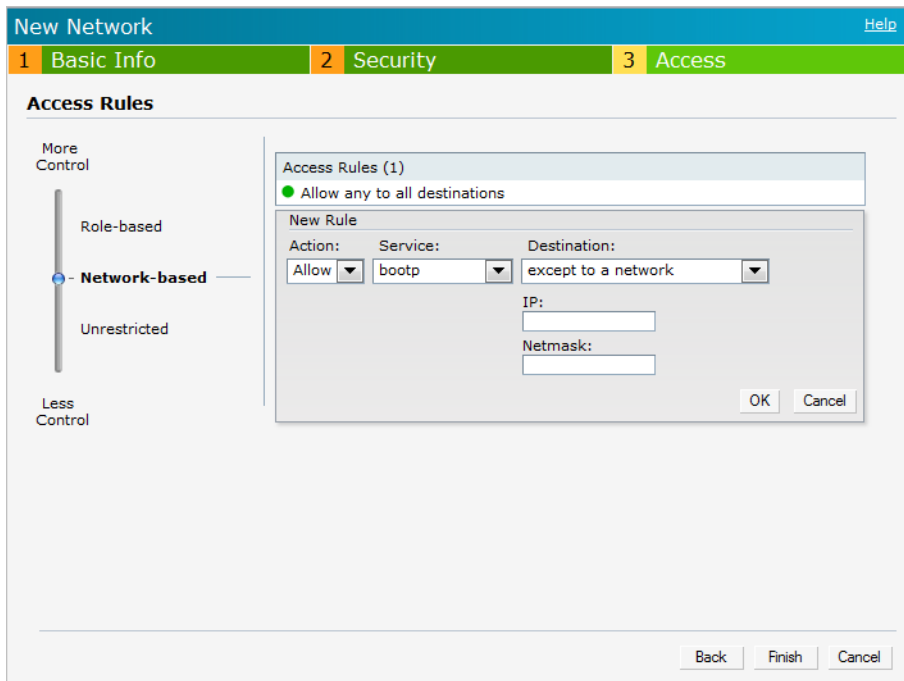 New Network Help
1 Basic Info 2 Security 3 Access
Access Rules
More
Control
Role-based
Network-based
Unrestricted
Less
Control
Access Rules (1)
Allow any to all destinations
New Rule
Action: Service: Destination:
Allow bootp except to a network
IP:
Netmask:
OK Cancel
Back Finish Cancel